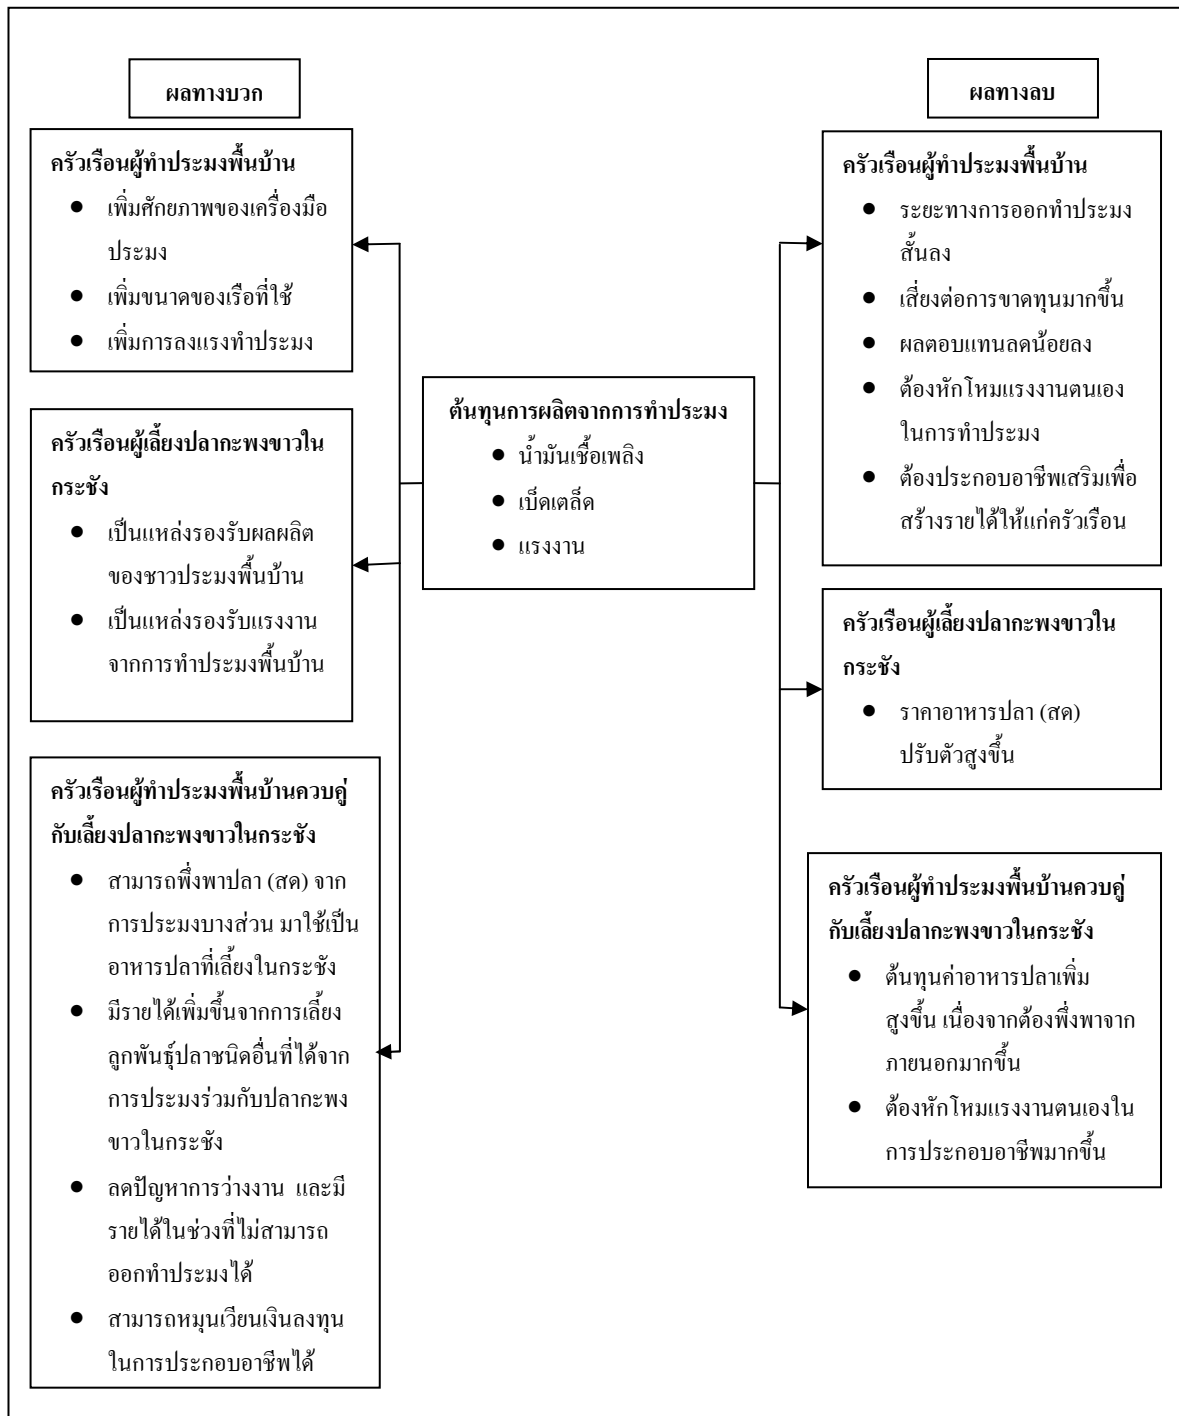 ผลทางบวก
ครัวเรือนผู้ทำประมงพื้นบ้าน
● เพิ่มศักยภาพของเครื่องมือ
ประมง
● เพิ่มขนาดของเรือที่ใช้
● เพิ่มการลงแรงทำประมง
ครัวเรือนผู้เลี้ยงปลากะพงขาวใน
กระชัง
● เป็นแหล่งรองรับผลผลิต
ของชาวประมงพื้นบ้าน
● เป็นแหล่งรองรับแรงงาน
จากการทำประมงพื้นบ้าน
ครัวเรือนผู้ทำประมงพื้นบ้านควบคู่
กับเลี้ยงปลากะพงขาวในกระชัง
● สามารถพึ่งพาปลา (สด) จาก
การประมงบางส่วน มาใช้เป็น
อาหารปลาที่เลี้ยงในกระชัง
● มีรายได้เพิ่มขึ้นจากการเลี้ยง
ลูกพันธุ์ปลาชนิดอื่นที่ได้จาก
การประมงร่วมกับปลากะพง
ขาวในกระชัง
● ลดปัญหาการว่างงาน และมี
รายได้ในช่วงที่ไม่สามารถ
ออกทำประมงได้
● สามารถหมุนเวียนเงินลงทุน
ในการประกอบอาชีพได้
ต้นทุนการผลิตจากการทำประมง
● น้ำมันเชื้อเพลิง
● เบ็ดเตล็ด
● แรงงาน
ผลทางลบ
ครัวเรือนผู้ทำประมงพื้นบ้าน
● ระยะทางการออกทำประมง
สั้นลง
● เสี่ยงต่อการขาดทุนมากขึ้น
● ผลตอบแทนลดน้อยลง
● ต้องหักโหมแรงงานตนเอง
ในการทำประมง
● ต้องประกอบอาชีพเสริมเพื่อ
สร้างรายได้ให้แก่ครัวเรือน
ครัวเรือนผู้เลี้ยงปลากะพงขาวใน
กระชัง
● ราคาอาหารปลา (สด)
ปรับตัวสูงขึ้น
ครัวเรือนผู้ทำประมงพื้นบ้านควบคู่
กับเลี้ยงปลากะพงขาวในกระชัง
● ต้นทุนค่าอาหารปลาเพิ่ม
สูงขึ้น เนื่องจากต้องพึ่งพาจาก
ภายนอกมากขึ้น
● ต้องหักโหมแรงงานตนเองใน
การประกอบอาชีพมากขึ้น